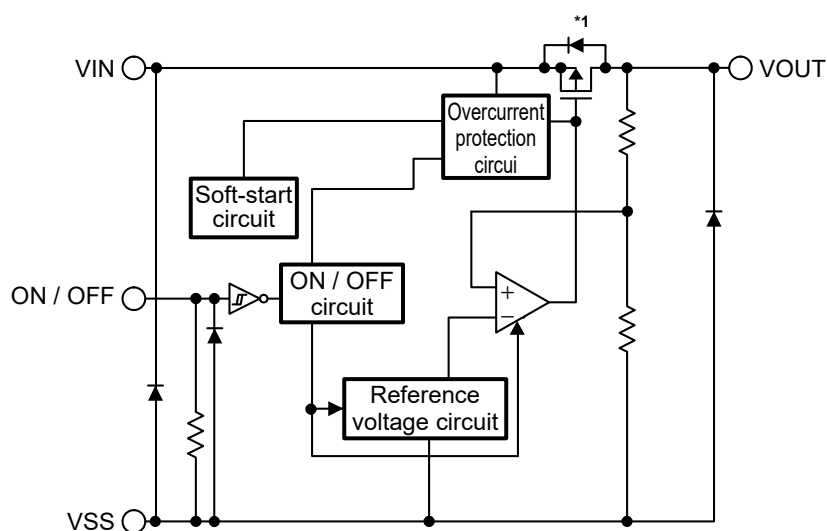 *1
VIN
VOUT
Overcurrent
protection
circui
Soft-start
circuit
ON / OFF
ON / OFF
circuit
+
−
Reference
voltage circuit
VSS